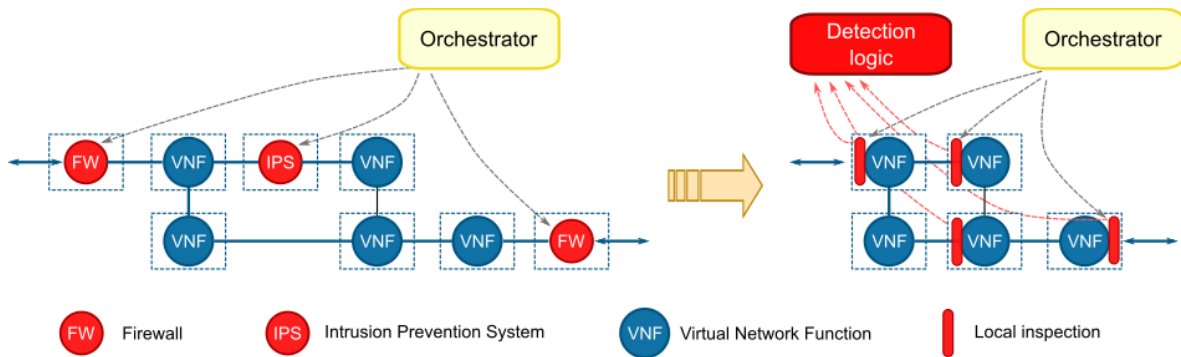 Orchestrator
Detection
logic
Orchestrator
FW
VNF
IPS
VNF
VNF
VNF
VNF
VNF
VNF
FW
VNF
VNF
VNF
FW
Firewall
IPS
Intrusion Prevention System
VNF
Virtual Network Function
Local inspection